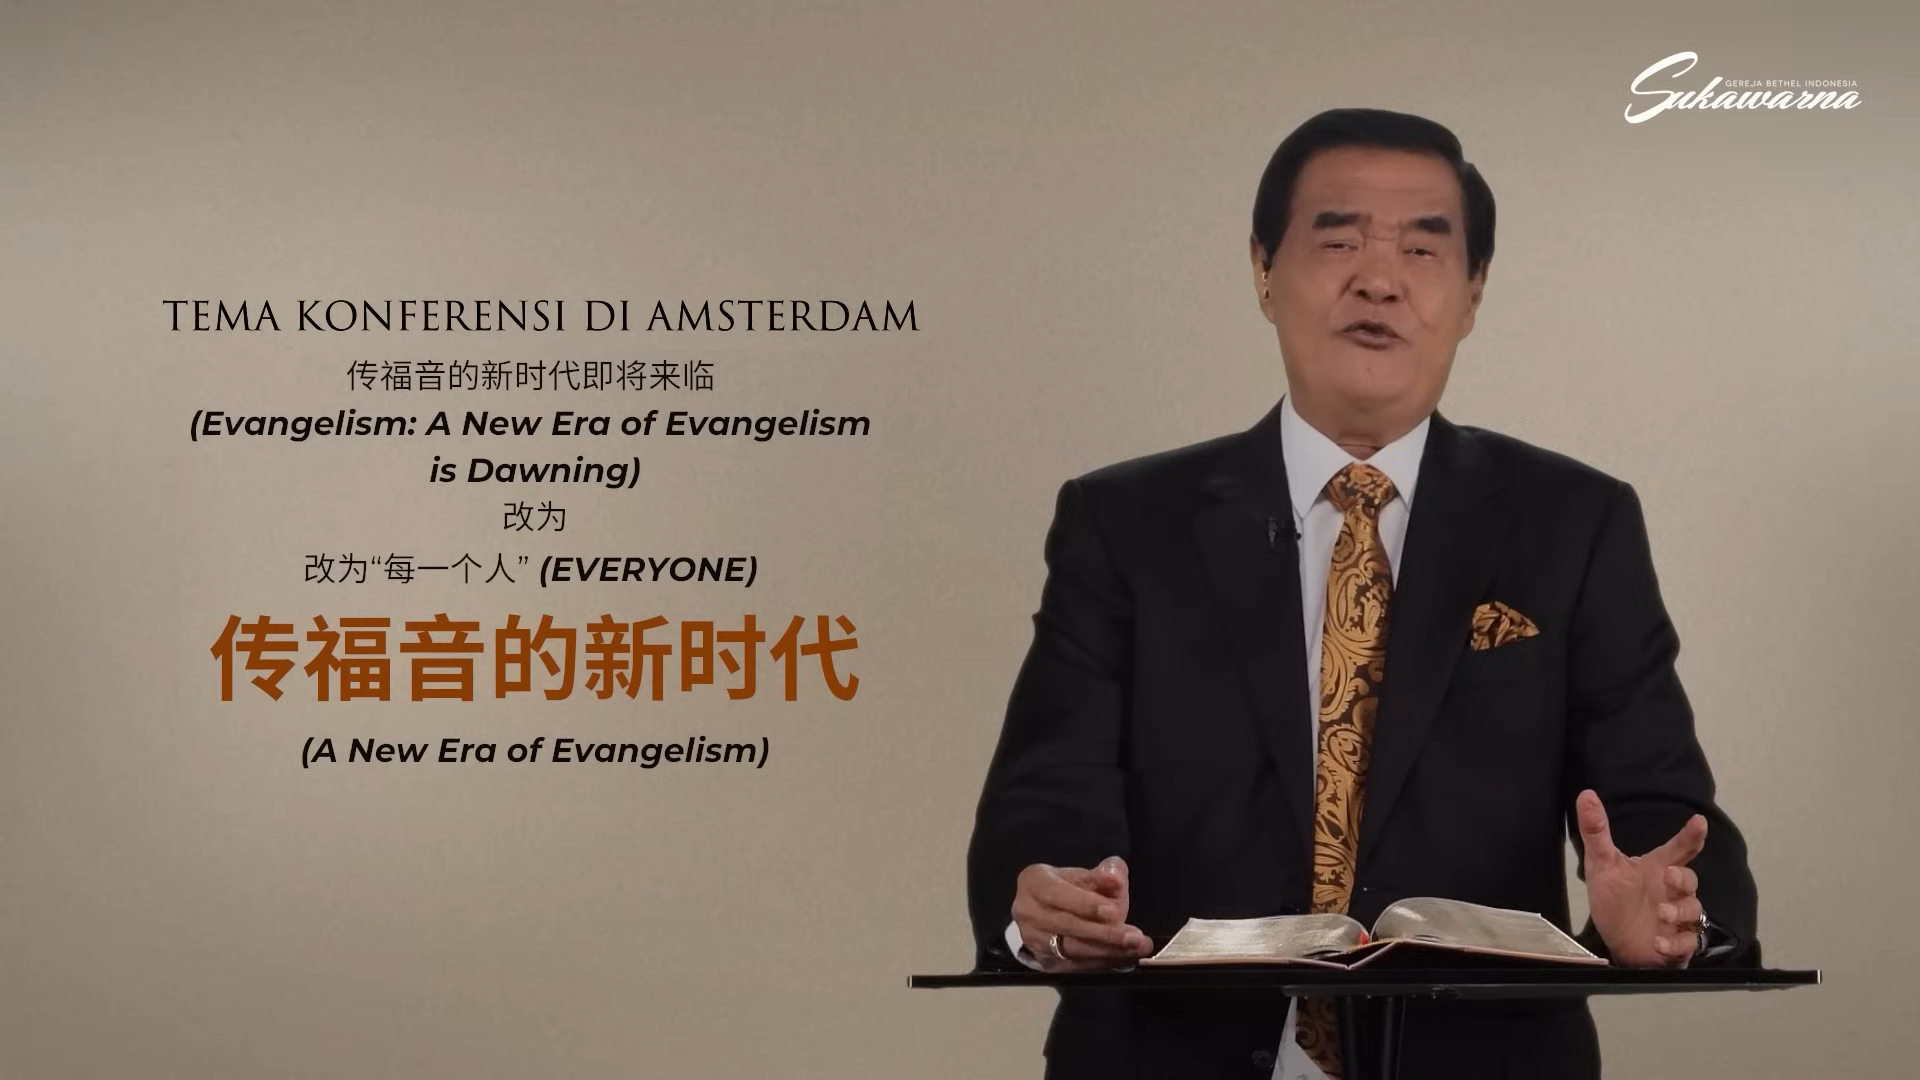 GEREJA BETHEL INDONESIA
Sukawarna
TEMA KONFERENSI DI AMSTERDAM
传福音的新时代即将来临
(Evangelism: A New Era of Evangelism
is Dawning)
改为
改为“每一个人” (EVERYONE)
传福音的新时代
(A New Era of Evangelism)